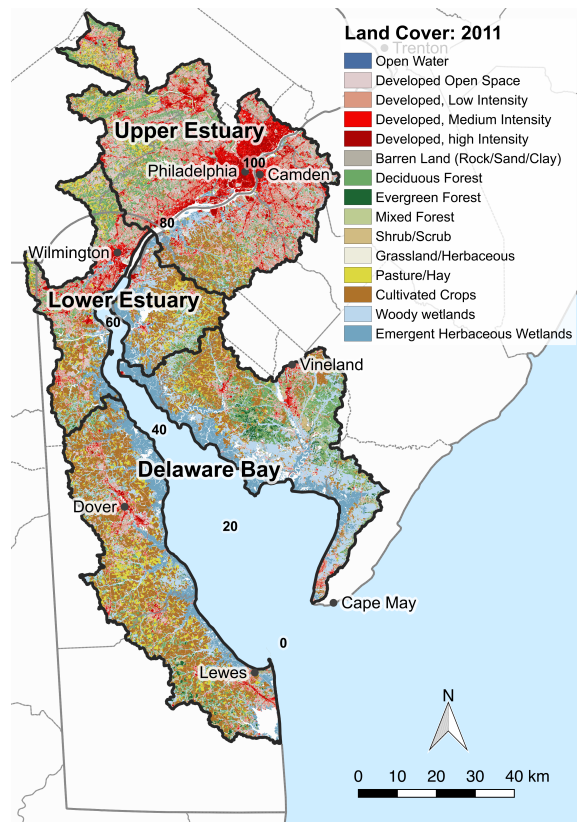 Land Cover: 2011
Trenton
Open Water
Developed Open Space
Developed, Low Intensity
Developed, Medium Intensity
Developed, high Intensity
Barren Land (Rock/Sand/Clay)
Deciduous Forest
Evergreen Forest
Mixed Forest
Shrub/Scrub
Grassland/Herbaceous
Pasture/Hay
Cultivated Crops
Woody wetlands
Emergent Herbaceous Wetlands
Upper Estuary
100
Philadelphia
Camden
80
Wilmington
Lower Estuary
60
Vineland
40
Delaware Bay
Dover
20
Cape May
0
Lewes
N
0 10 20 30 40 km